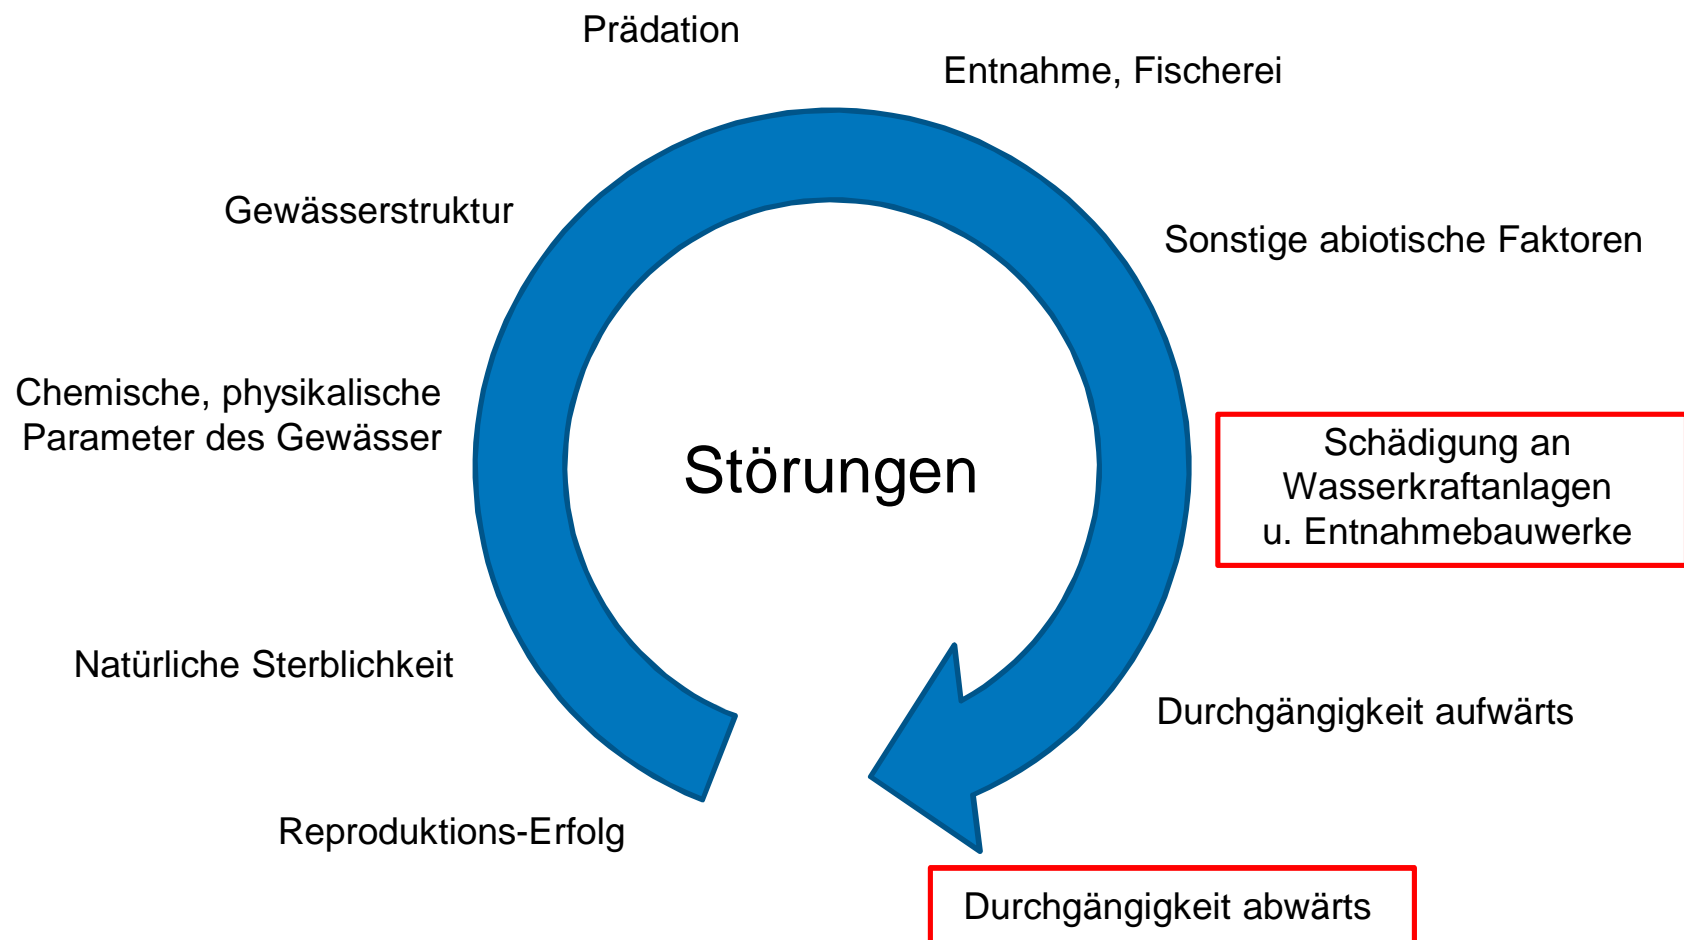 Prädation
Entnahme, Fischerei
Gewässerstruktur
Sonstige abiotische Faktoren
Chemische, physikalische
Parameter des Gewässer
Störungen
Schädigung an
Wasserkraftanlagen
u. Entnahmebauwerke
Natürliche Sterblichkeit
Durchgängigkeit aufwärts
Reproduktions-Erfolg
Durchgängigkeit abwärts